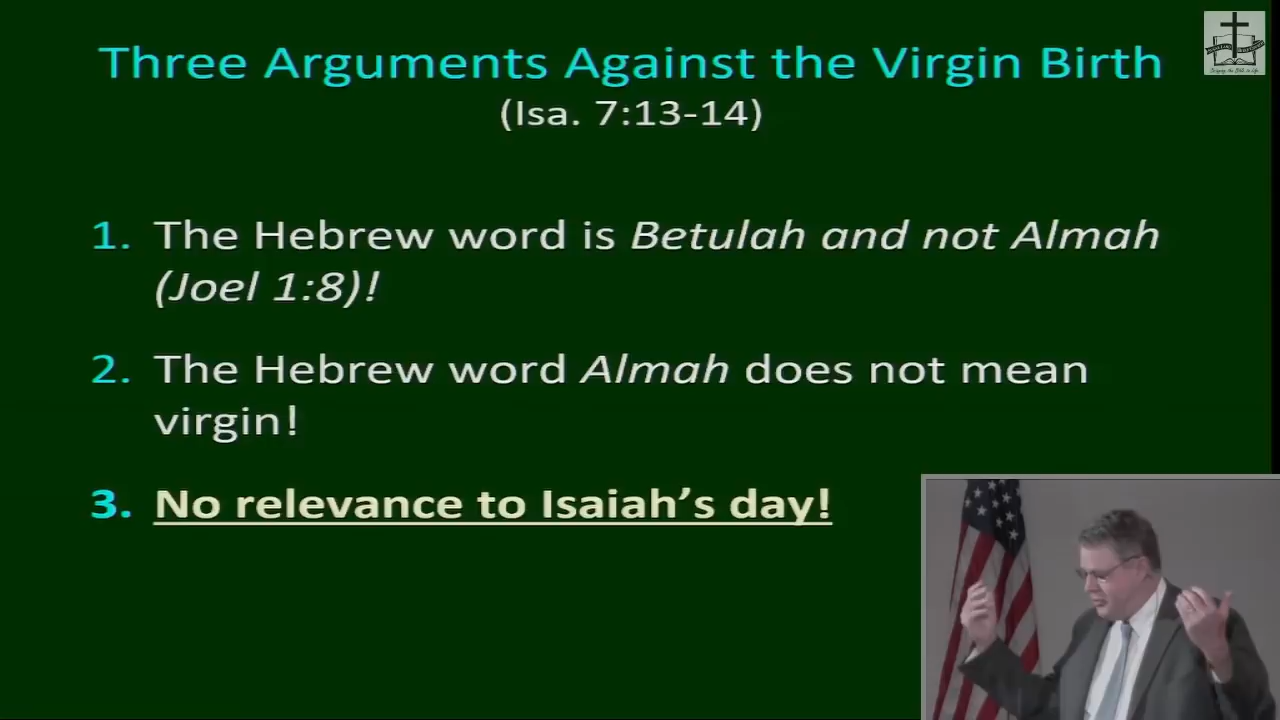 Three Arguments Against the Virgin Birth
(Isa. 7:13-14)
1. The Hebrew word is Betulah and not Almah
(Joel 1:8)!
2. The Hebrew word Almah does not mean
virgin!
3. No relevance to Isaiah’s day!